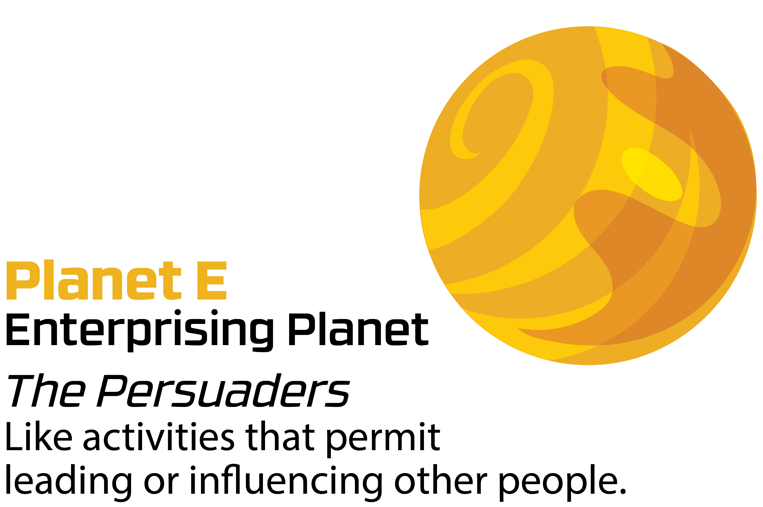 Planet E
Enterprising Planet
The Persuaders
Like activities that permit
leading or influencing other people.